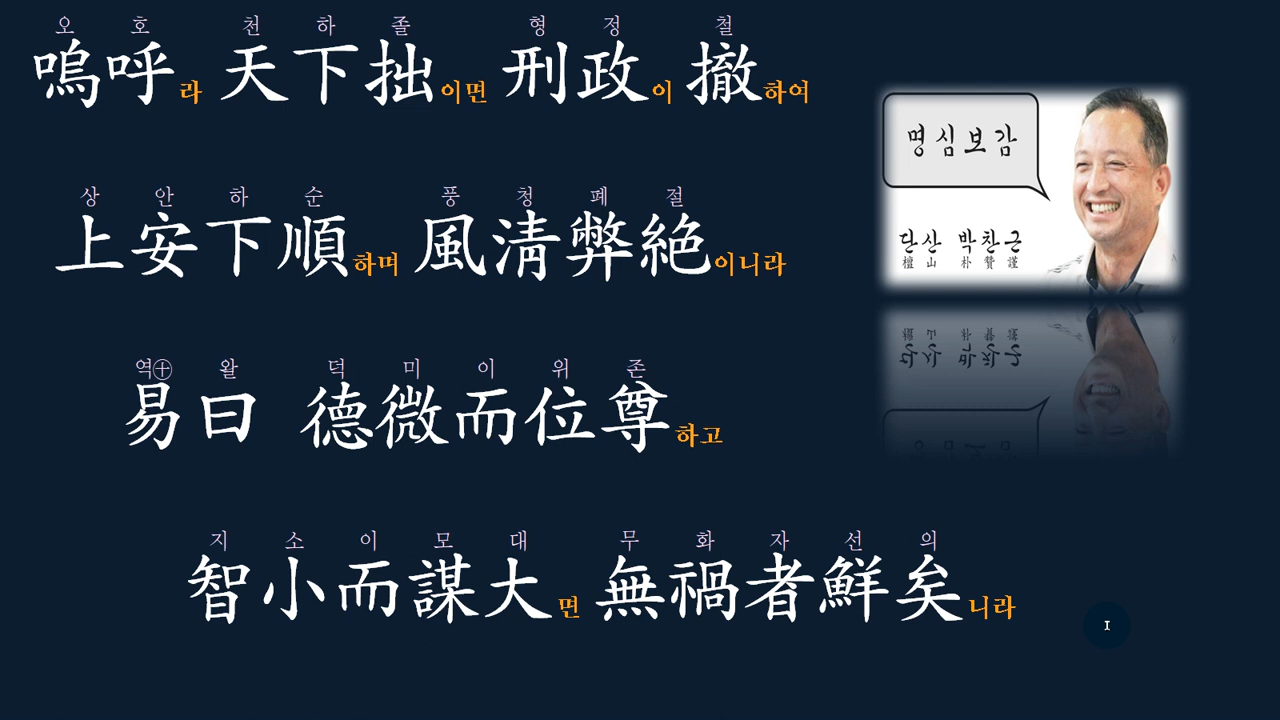 오 호 천 하 졸 형 정 철
嗚呼라 天下拙이면 刑政이 撤하여
상 안 하 순 풍 청 폐 절
上安下順하며 風淸弊絶이니라
역㊉ 왈 덕 미 이 위 존
易曰 德微而位尊하고
지 소 이 모 대 무 화 자 선 의
智小而謀大면 無禍者鮮矣니라
명심보감
단산 박찬근
檀山 朴贊謹
1